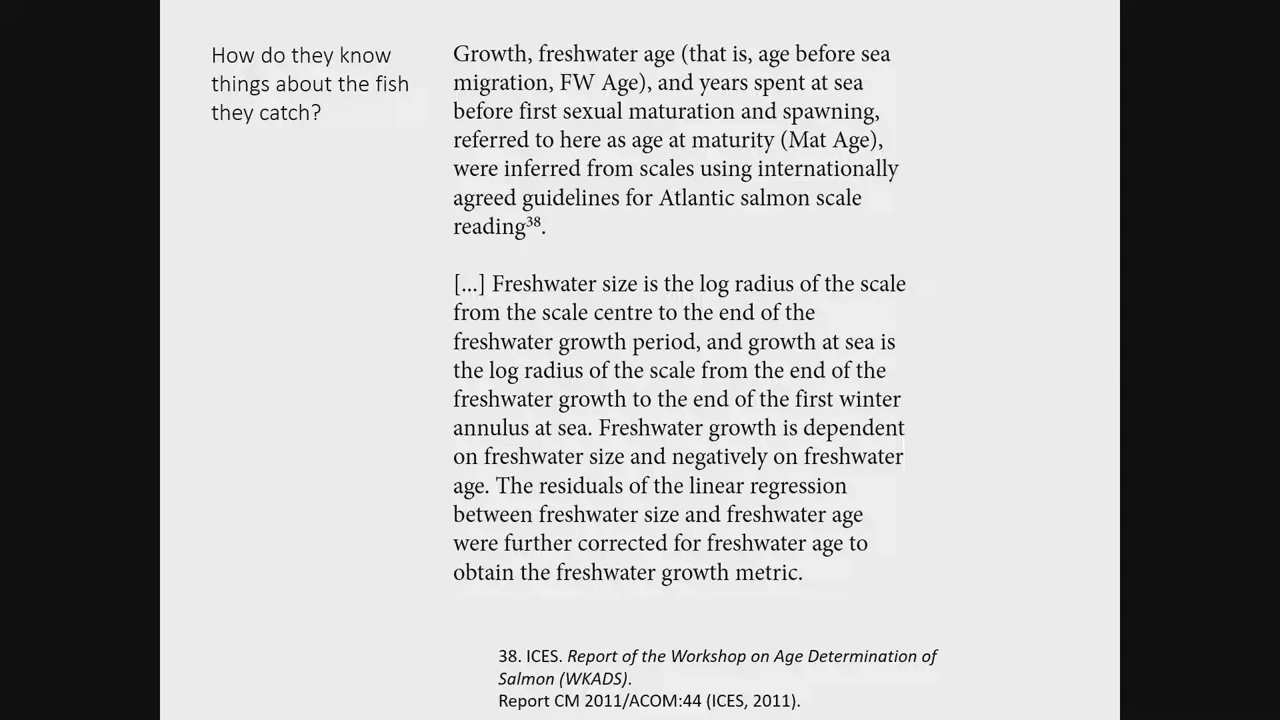 How do they know
things about the fish
they catch?
Growth, freshwater age (that is, age before sea
migration, FW Age), and years spent at sea
before first sexual maturation and spawning,
referred to here as age at maturity (Mat Age),
were inferred from scales using internationally
agreed guidelines for Atlantic salmon scale
reading³⁸.
[...] Freshwater size is the log radius of the scale
from the scale centre to the end of the
freshwater growth period, and growth at sea is
the log radius of the scale from the end of the
freshwater growth to the end of the first winter
annulus at sea. Freshwater growth is dependent
on freshwater size and negatively on freshwater
age. The residuals of the linear regression
between freshwater size and freshwater age
were further corrected for freshwater age to
obtain the freshwater growth metric.
38. ICES. Report of the Workshop on Age Determination of
Salmon (WKADS).
Report CM 2011/ACOM:44 (ICES, 2011).